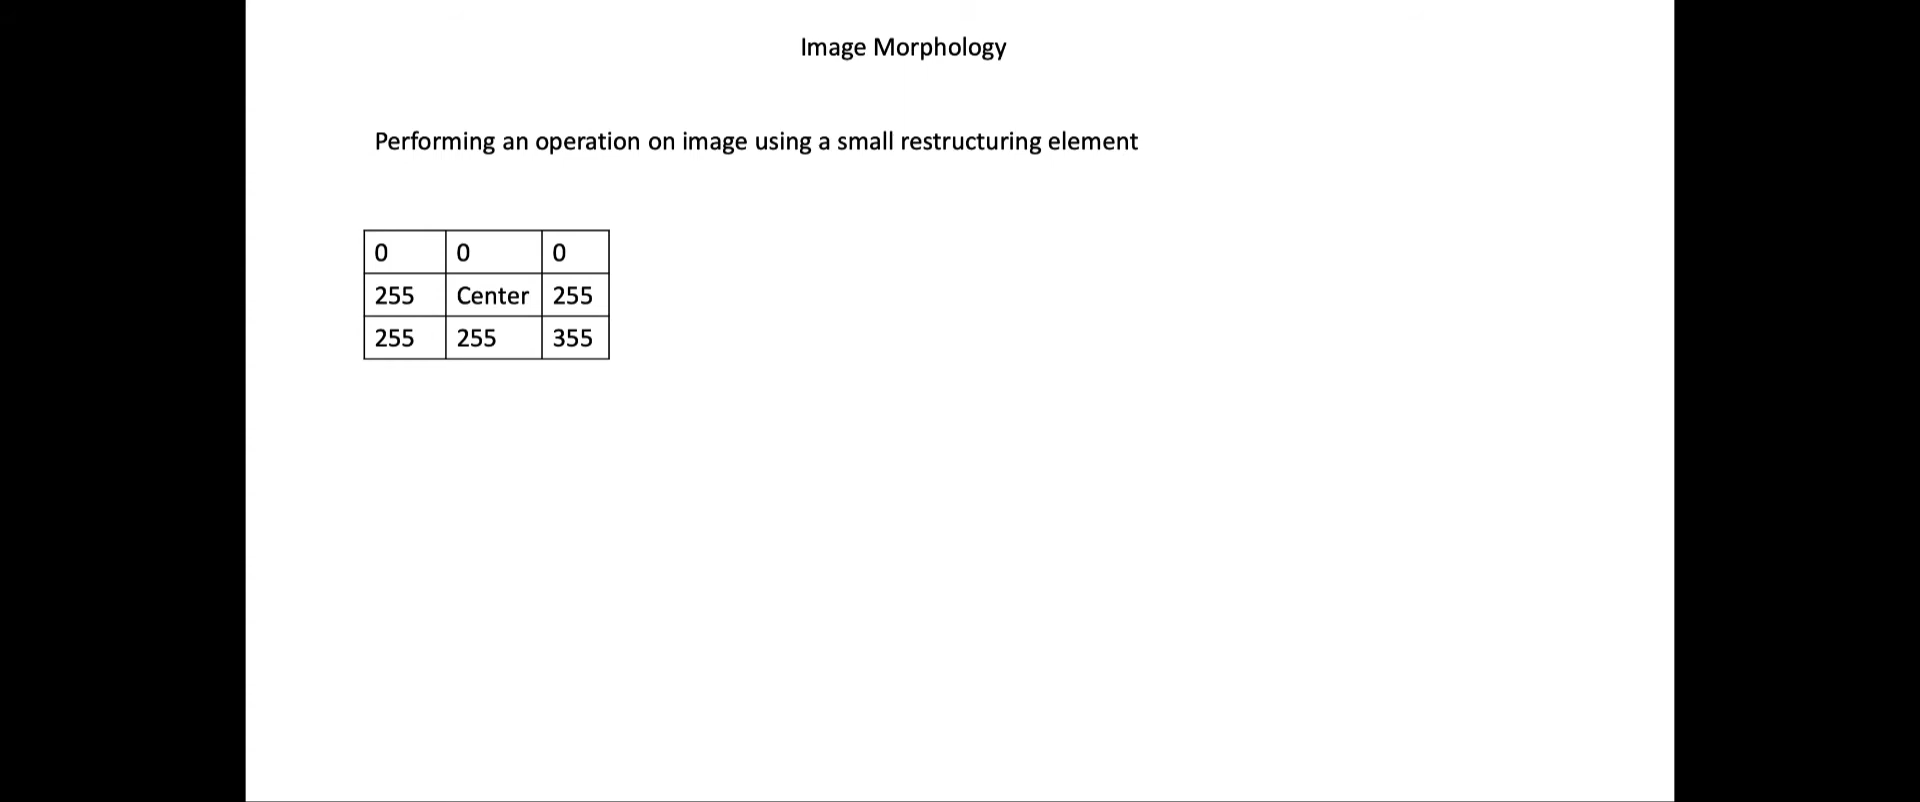 Image Morphology
Performing an operation on image using a small restructuring element
0 0 0
255 Center 255
255 255 355